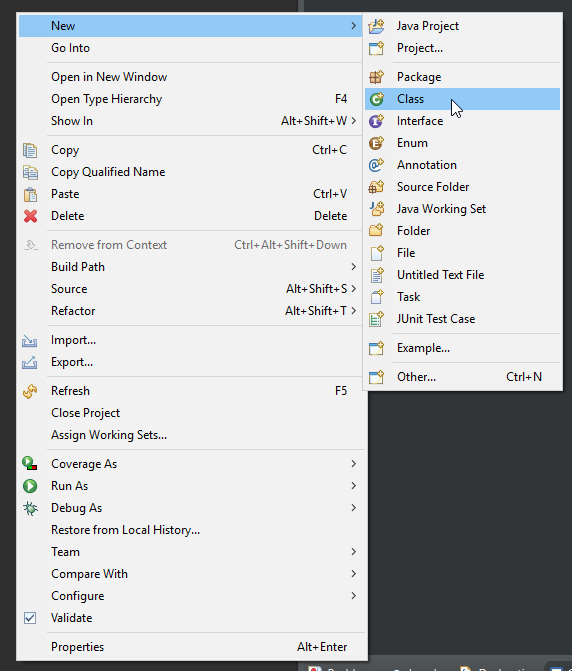 New
Go Into
Open in New Window
Open Type Hierarchy F4
Show In Alt+Shift+W
Copy Ctrl+C
Copy Qualified Name
Paste Ctrl+V
Delete Delete
Remove from Context Ctrl+Alt+Shift+Down
Build Path
Source Alt+Shift+S
Refactor Alt+Shift+T
Import...
Export...
Refresh F5
Close Project
Assign Working Sets...
Coverage As
Run As
Debug As
Restore from Local History...
Team
Compare With
Configure
Validate
Properties Alt+Enter
Java Project
Project...
Package
Class
Interface
Enum
Annotation
Source Folder
Java Working Set
Folder
File
Untitled Text File
Task
JUnit Test Case
Example...
Other... Ctrl+N